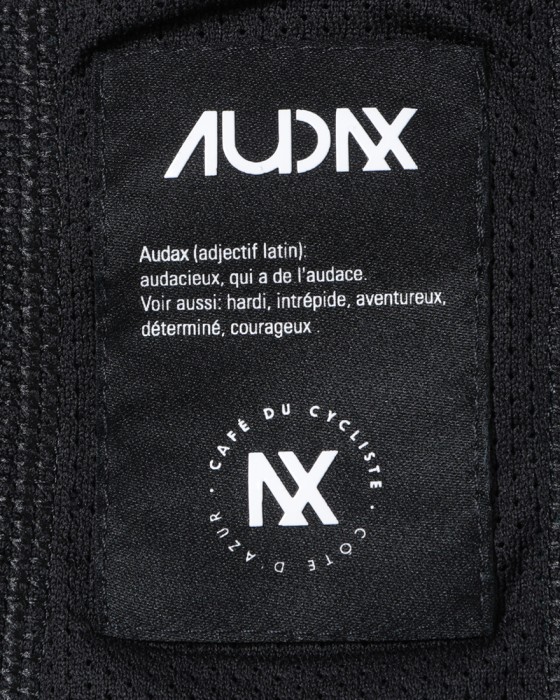 AUDAX
Audax (adjectif latin):
audacieux, qui a de l'audace.
Voir aussi: hardi, intrépide, aventureux,
déterminé, courageux.
CAFÉ DU CYCLISTE
AX
CÔTE D'AZUR